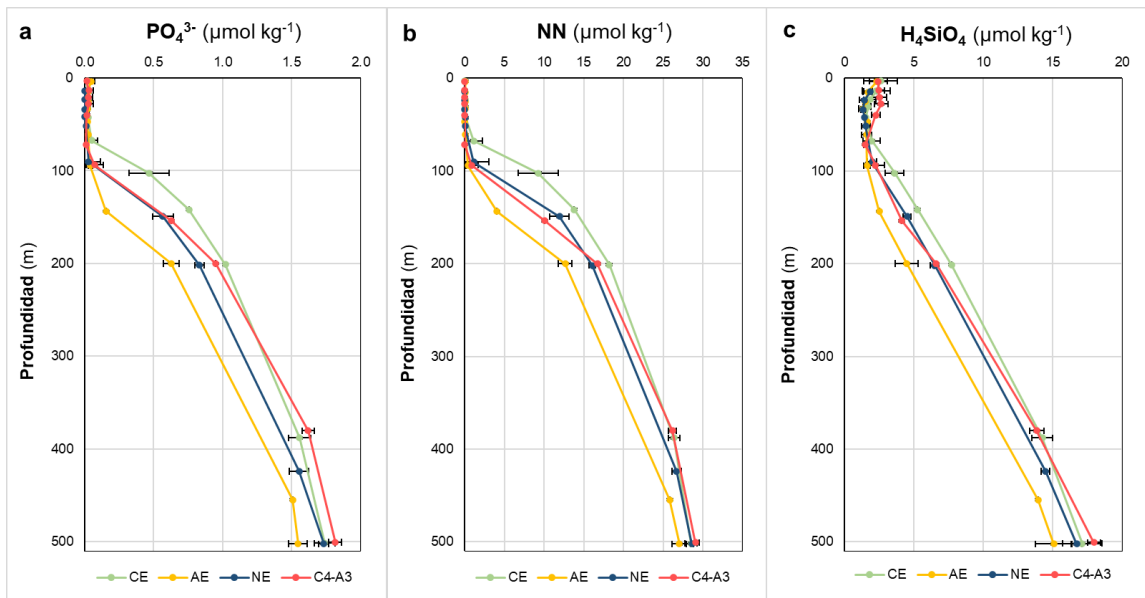 a
PO₄³⁻ (µmol kg⁻¹)
0.0 0.5 1.0 1.5 2.0
0
100
200
300
400
500
Profundidad (m)
CE AE NE C4-A3
b
NN (µmol kg⁻¹)
0 5 10 15 20 25 30 35
0
100
200
300
400
500
Profundidad (m)
CE AE NE C4-A3
c
H₄SiO₄ (µmol kg⁻¹)
0 5 10 15 20
0
100
200
300
400
500
Profundidad (m)
CE AE NE C4-A3